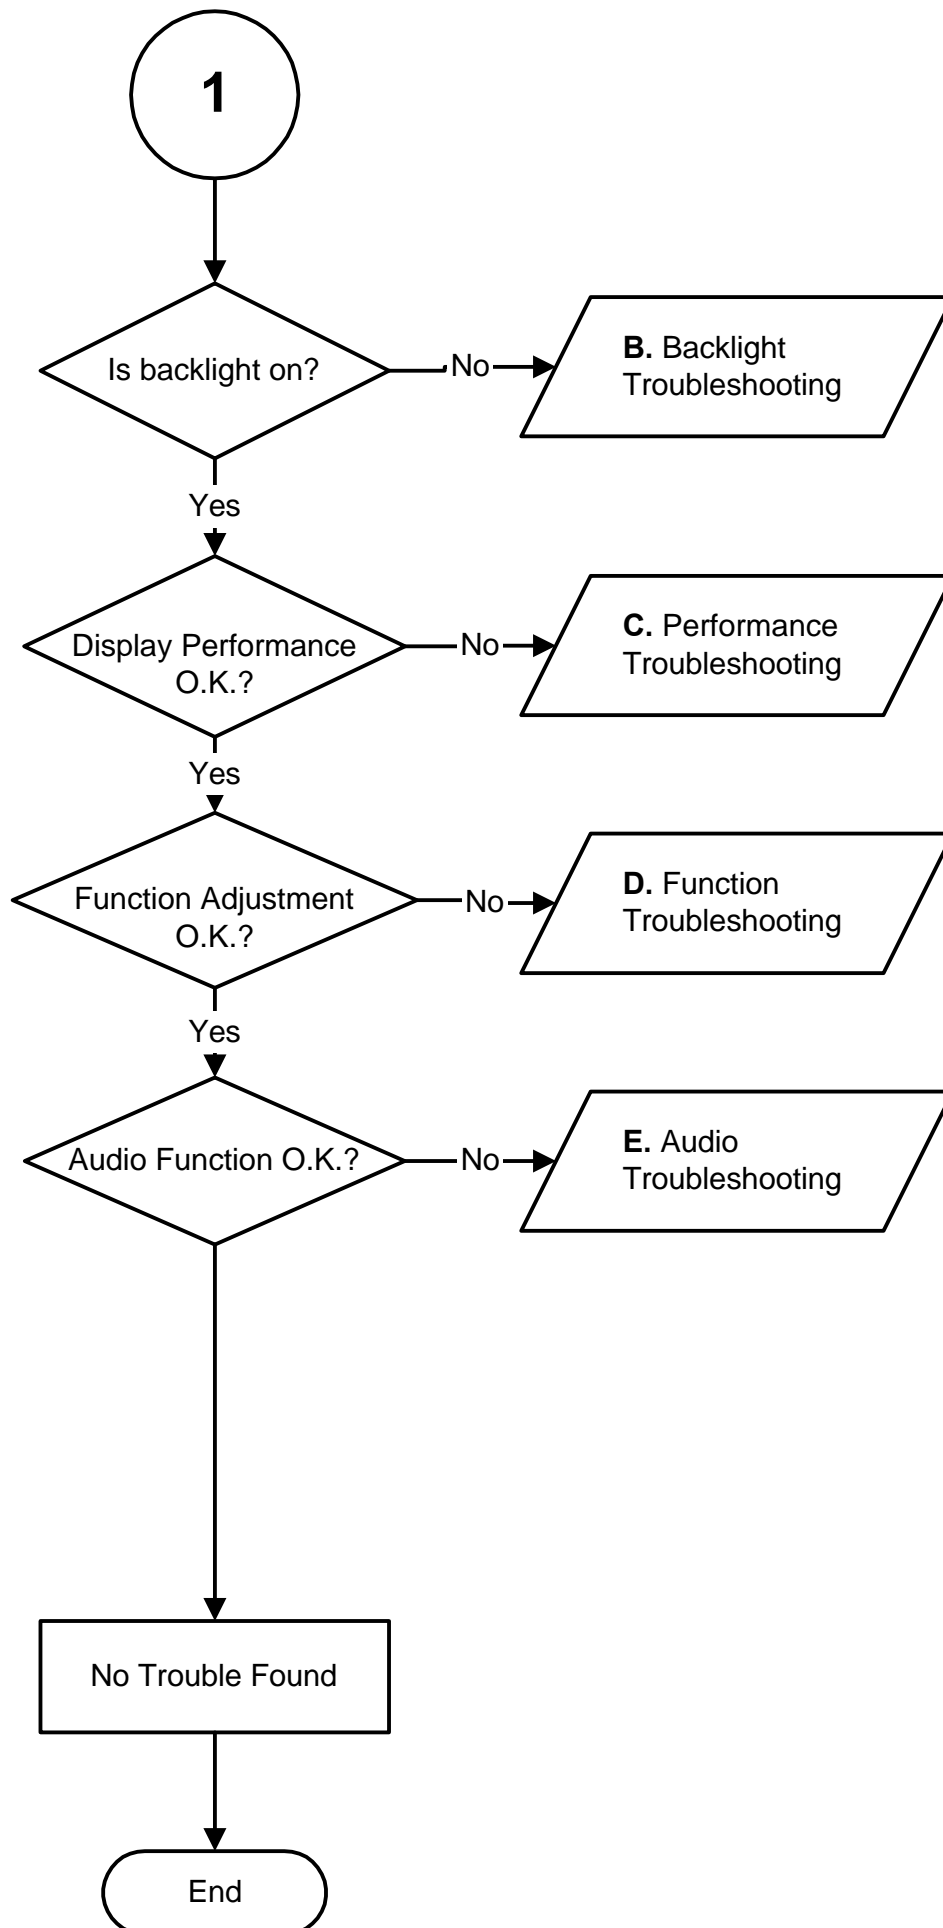 1
Is backlight on?
No
B. Backlight
Troubleshooting
Yes
Display Performance
O.K.?
No
C. Performance
Troubleshooting
Yes
Function Adjustment
O.K.?
No
D. Function
Troubleshooting
Yes
Audio Function O.K.?
No
E. Audio
Troubleshooting
No Trouble Found
End